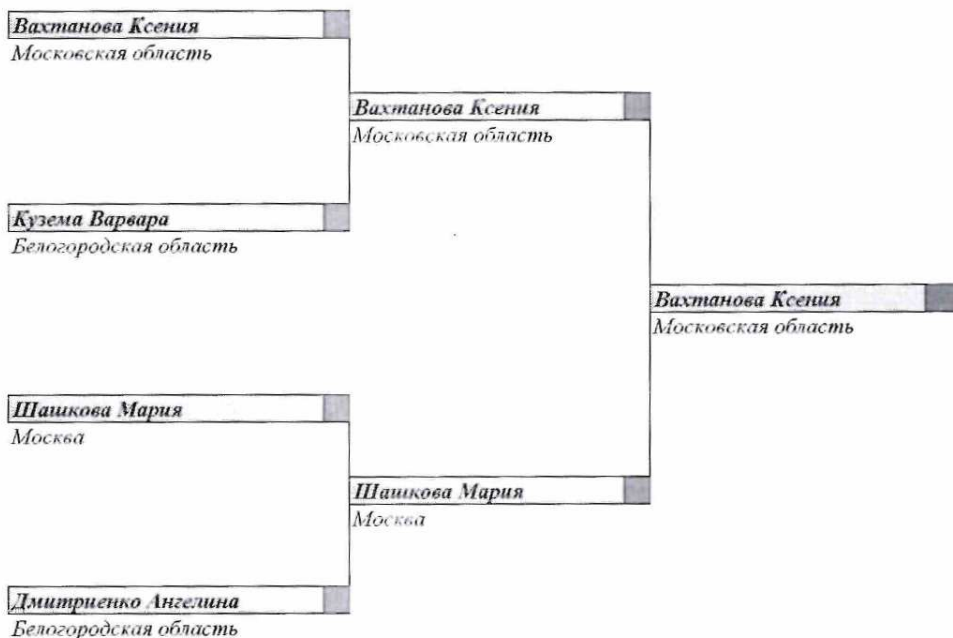 Вахтанова Ксения
Московская область
Вахтанова Ксения
Московская область
Кузема Варвара
Белогородская область
Вахтанова Ксения
Московская область
Шашкова Мария
Москва
Шашкова Мария
Москва
Дмитриенко Ангелина
Белогородская область